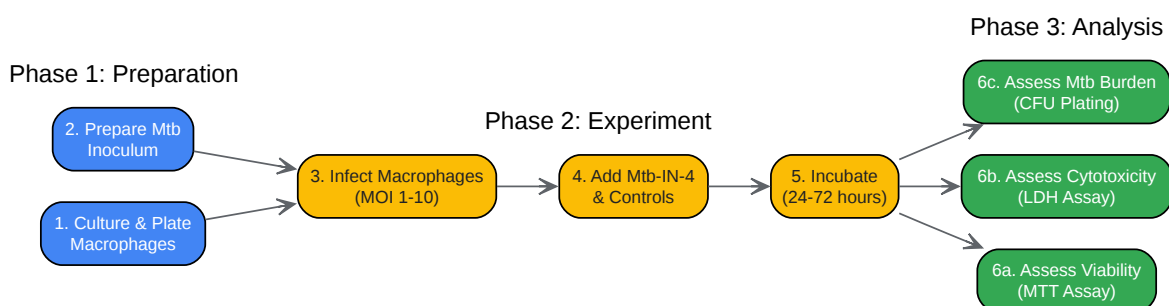 Phase 1: Preparation
2. Prepare Mtb
Inoculum
1. Culture & Plate
Macrophages
Phase 2: Experiment
3. Infect Macrophages
(MOI 1-10)
4. Add Mtb-IN-4
& Controls
5. Incubate
(24-72 hours)
Phase 3: Analysis
6c. Assess Mtb Burden
(CFU Plating)
6b. Assess Cytotoxicity
(LDH Assay)
6a. Assess Viability
(MTT Assay)